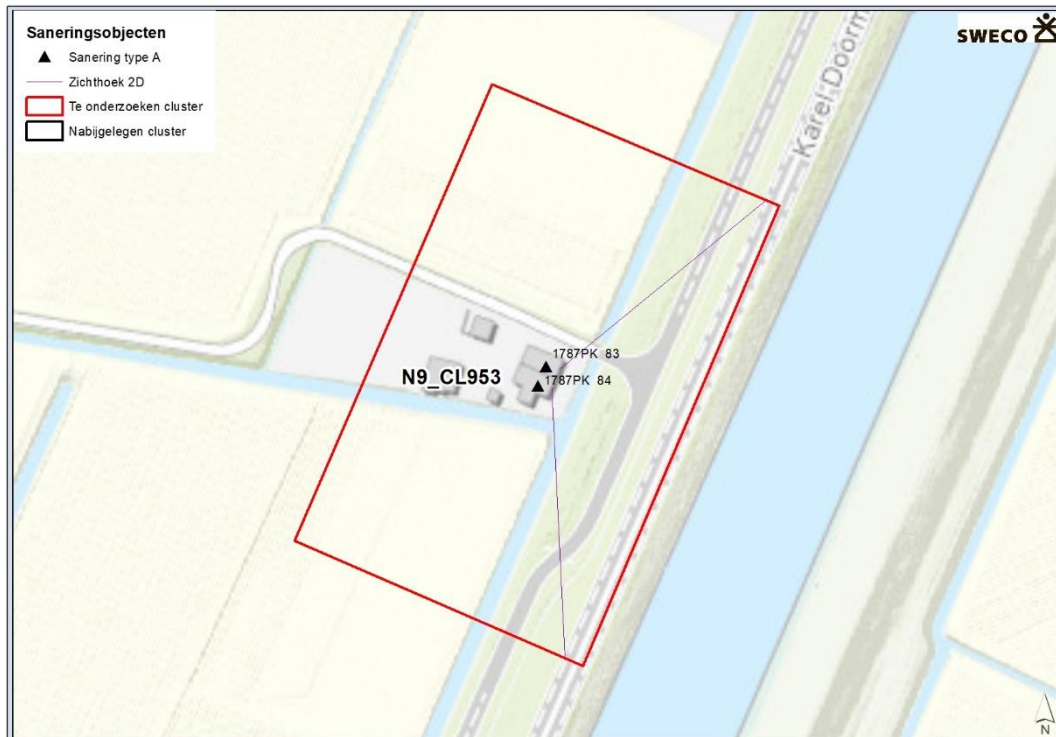 Saneringsobjecten
Sanering type A
Zichthoek 2D
Te onderzoeken cluster
Nabijgelegen cluster
SWECO
Karel Doorm
1787PK 83
1787PK 84
N9_CL953
N